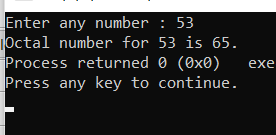 Enter any number : 53
Octal number for 53 is 65.
Process returned 0 (0x0)   exe
Press any key to continue.